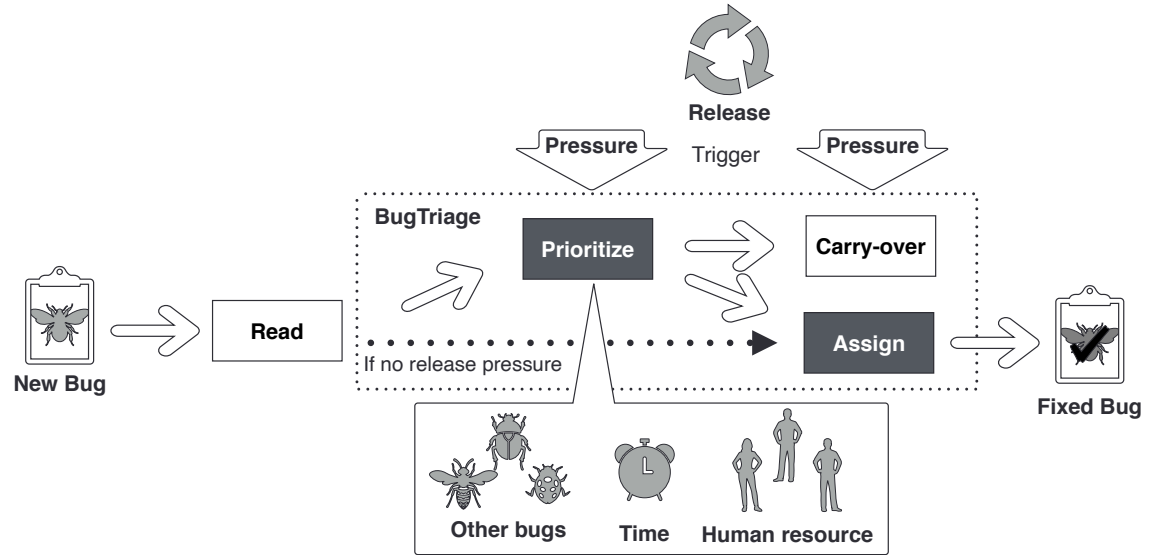 Release
Pressure
Trigger
Pressure
BugTriage
Prioritize
Carry-over
Read
Assign
If no release pressure
New Bug
Fixed Bug
Other bugs
Time
Human resource